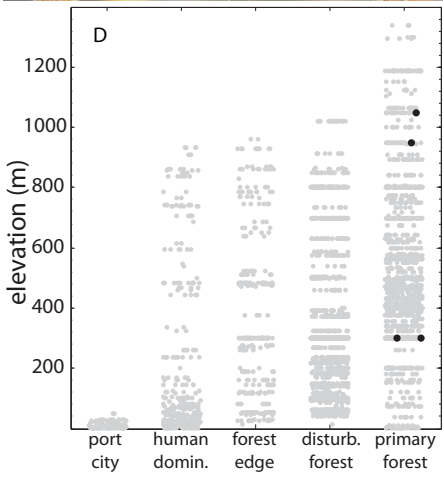 D
1200
1000
800
600
400
200
elevation (m)
port city
human domin.
forest edge
disturb. forest
primary forest